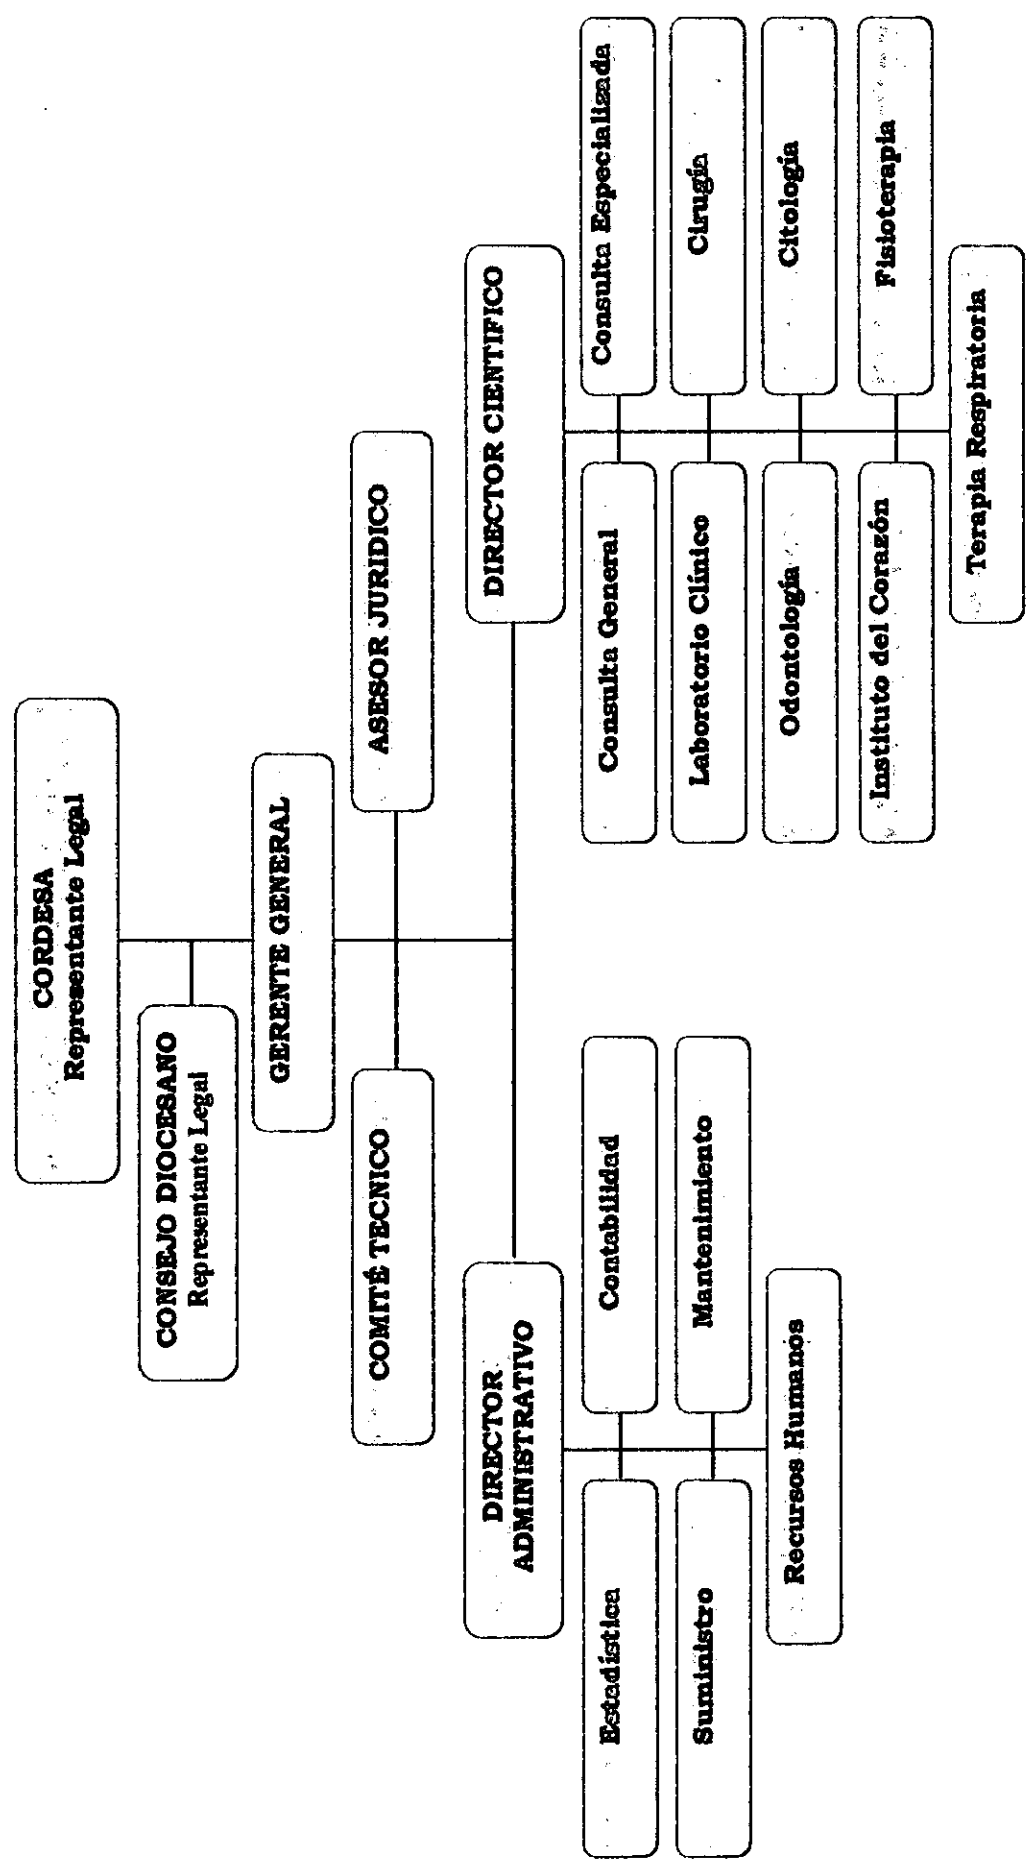 CORDESA
Representante Legal
CONSEJO DIOCESANO
Representante Legal
GERENTE GENERAL
COMITÉ TECNICO
ASESOR JURIDICO
DIRECTOR
ADMINISTRATIVO
DIRECTOR CIENTIFICO
Estadística
Contabilidad
Suministro
Mantenimiento
Recursos Humanos
Consulta General
Consulta Especializada
Laboratorio Clínico
Cirugía
Odontología
Citología
Instituto del Corazón
Fisioterapia
Terapia Respiratoria